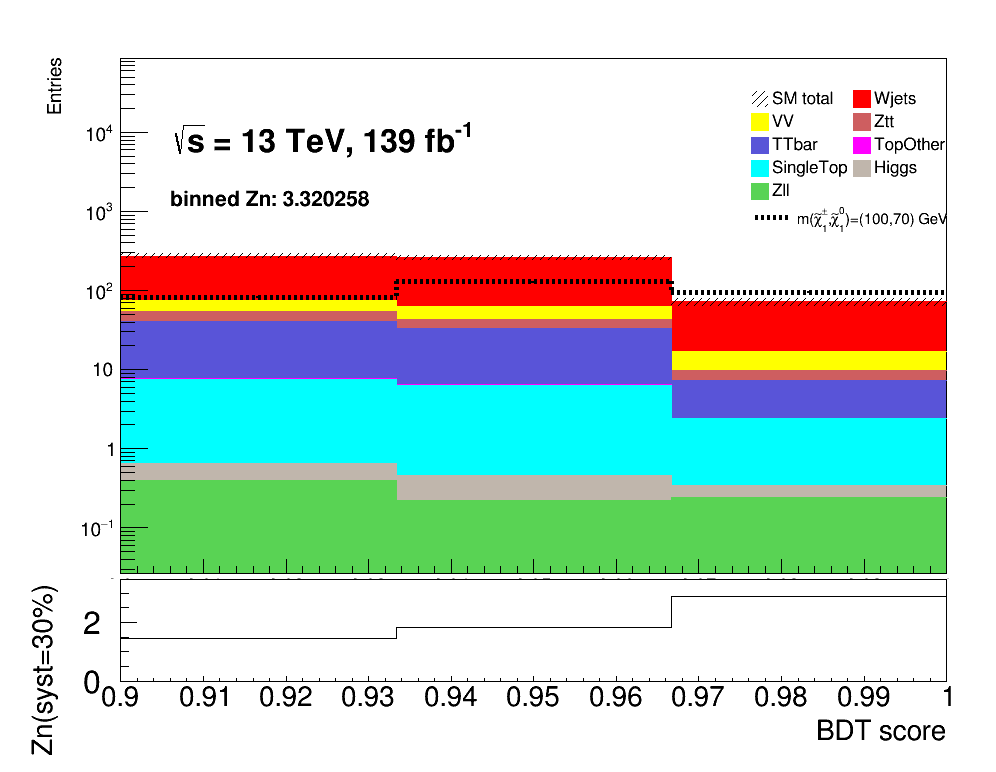 Entries
10⁴
10³
10²
10
1
10⁻¹
√s = 13 TeV, 139 fb⁻¹
binned Zn: 3.320258
SM total
Wjets
VV
Ztt
TTbar
TopOther
SingleTop
Higgs
Zll
m(χ̃₁±,χ̃₁⁰)=(100,70) GeV
Zn(syst=30%)
2
0
0.9 0.91 0.92 0.93 0.94 0.95 0.96 0.97 0.98 0.99 1
BDT score